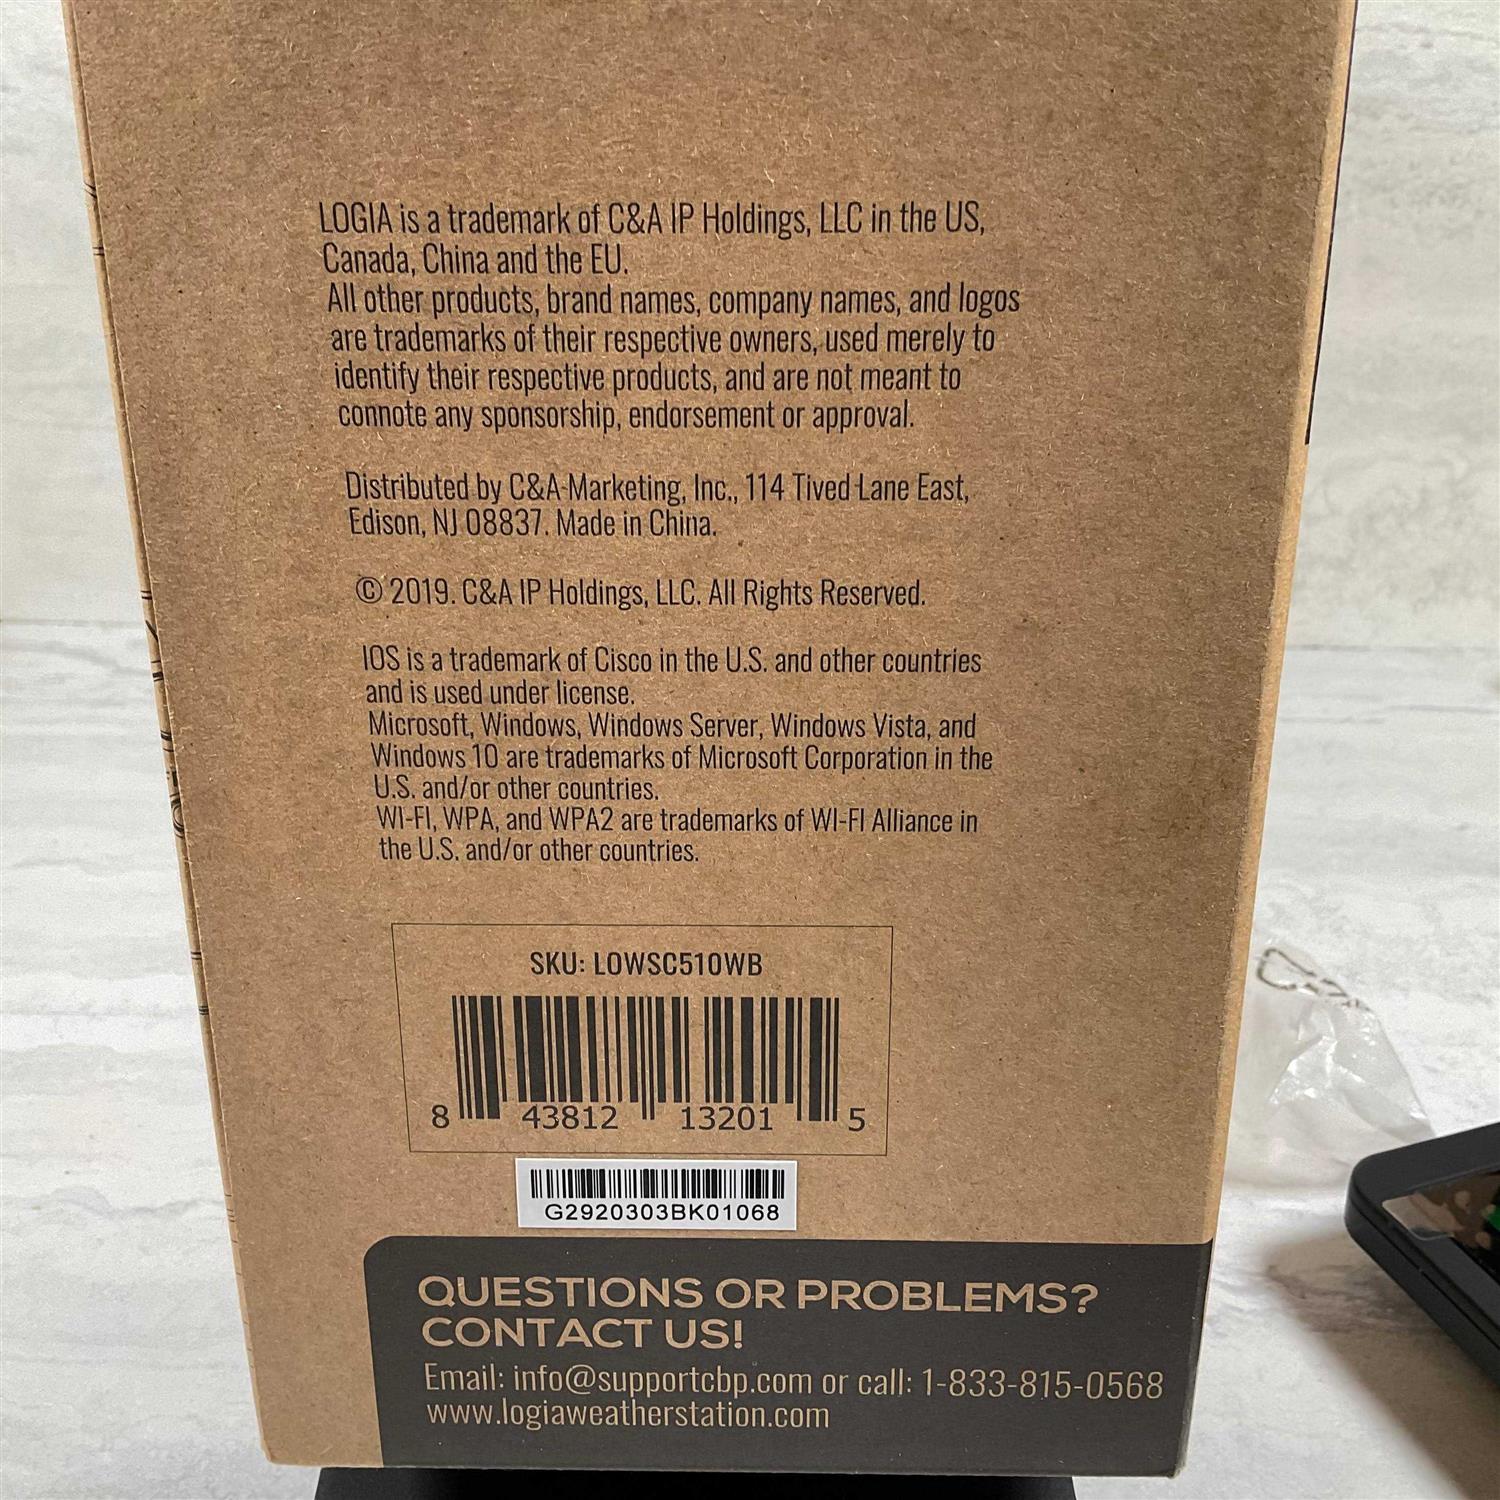 LOGIA is a trademark of C&A IP Holdings, LLC in the US,
Canada, China and the EU.
All other products, brand names, company names, and logos
are trademarks of their respective owners, used merely to
identify their respective products, and are not meant to
connote any sponsorship, endorsement or approval.
Distributed by C&A Marketing, Inc., 114 Tived Lane East,
Edison, NJ 08837. Made in China.
© 2019. C&A IP Holdings, LLC. All Rights Reserved.
IOS is a trademark of Cisco in the U.S. and other countries
and is used under license.
Microsoft, Windows, Windows Server, Windows Vista, and
Windows 10 are trademarks of Microsoft Corporation in the
U.S. and/or other countries.
WI-FI, WPA, and WPA2 are trademarks of WI-FI Alliance in
the U.S. and/or other countries.
SKU: LOWSC510WB
8 43812 13201 5
G2920303BK01068
QUESTIONS OR PROBLEMS?
CONTACT US!
Email: info@supportcbp.com or call: 1-833-815-0568
www.logiaweatherstation.com